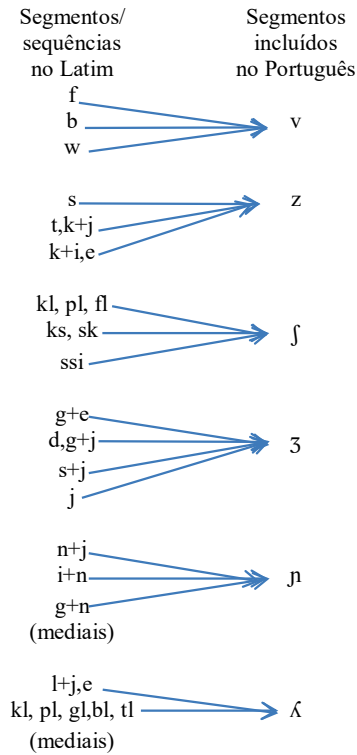 Segmentos/ Segmentos
sequências incluídos
no Latim no Português
f
b v
w
s z
t,k+j
k+i,e
kl, pl, fl
ks, sk ʃ
ssi
g+e
d,g+j ʒ
s+j
j
n+j
i+n ɲ
g+n
(mediais)
l+j,e
kl, pl, gl,bl, tl ʎ
(mediais)